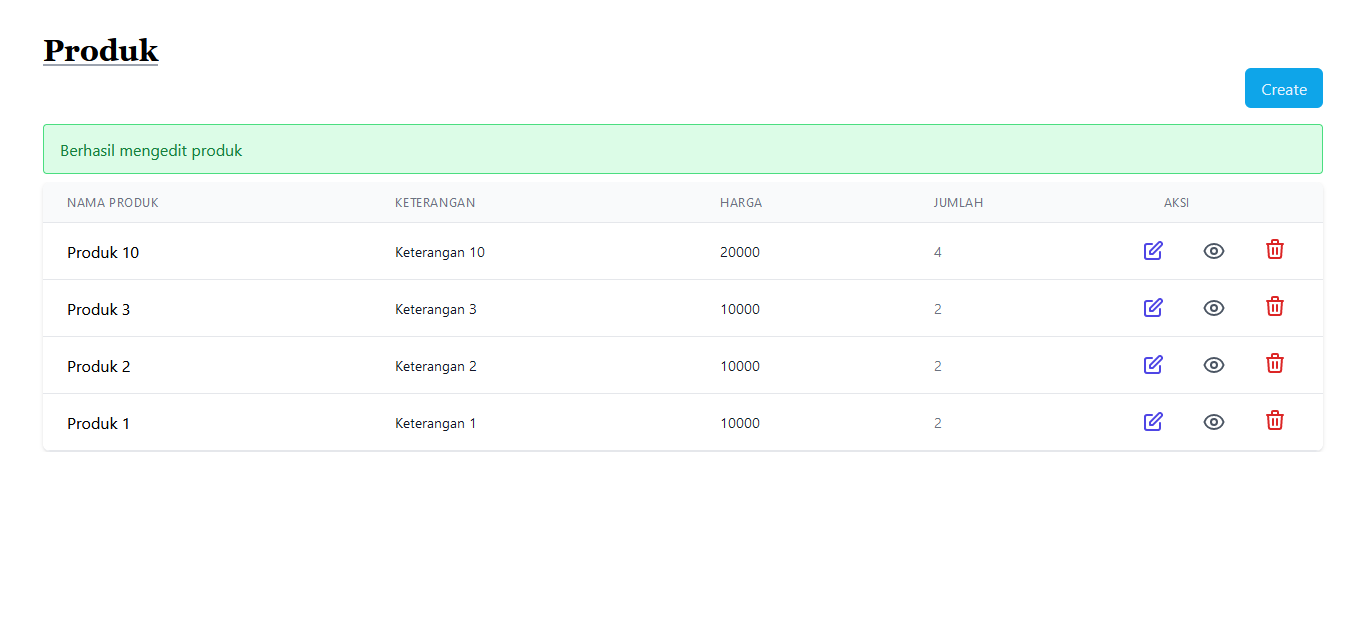 Produk
Create
Berhasil mengedit produk
NAMA PRODUK KETERANGAN HARGA JUMLAH AKSI
Produk 10 Keterangan 10 20000 4
Produk 3 Keterangan 3 10000 2
Produk 2 Keterangan 2 10000 2
Produk 1 Keterangan 1 10000 2